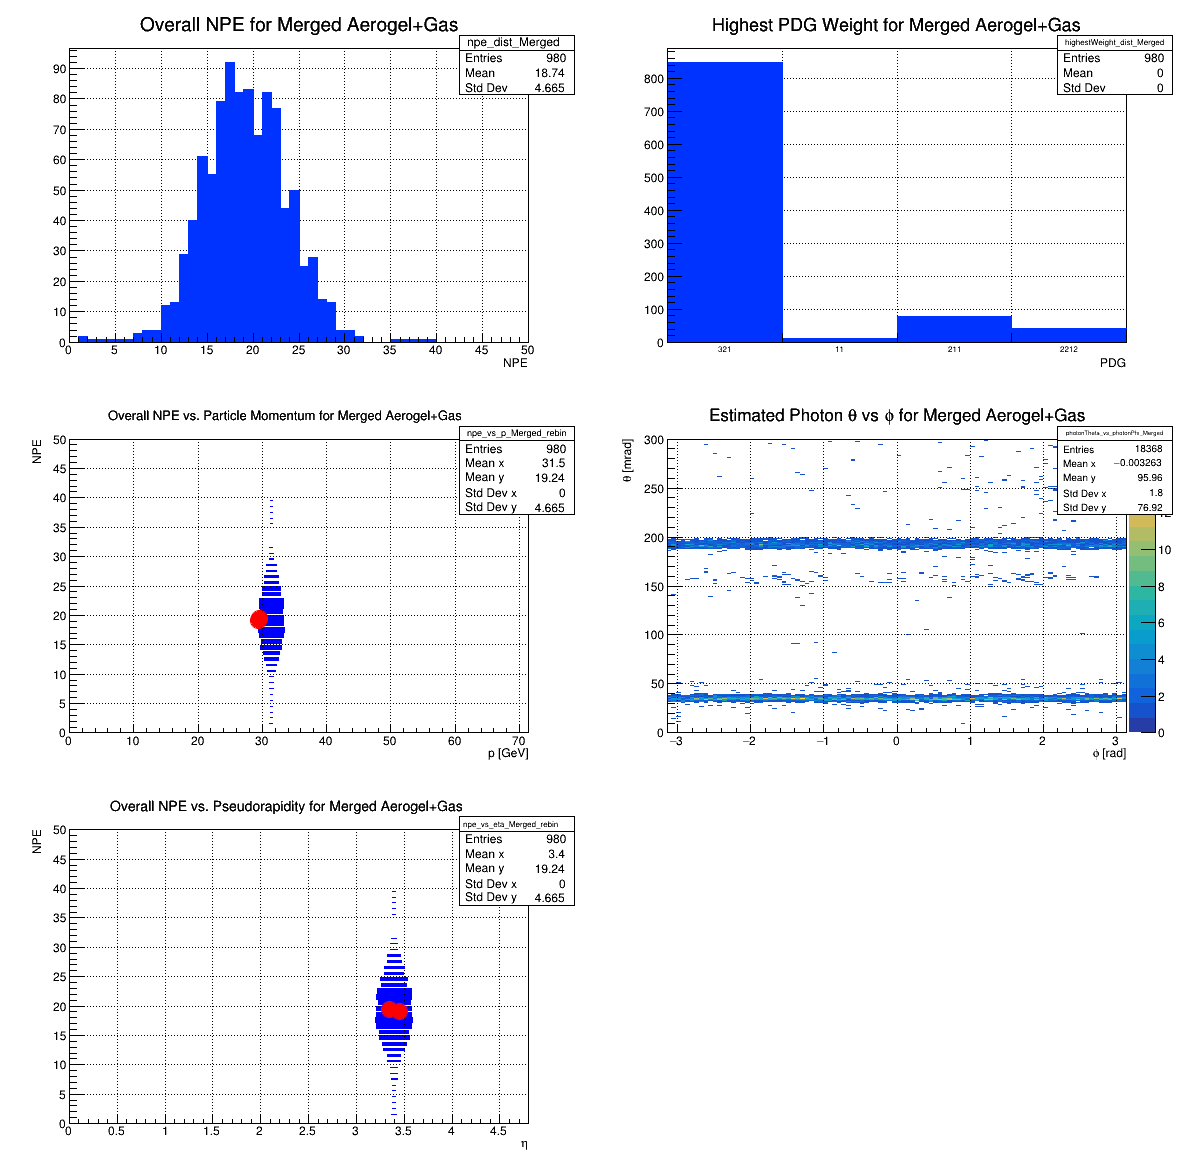 Overall NPE for Merged Aerogel+Gas
npe_dist_Merged
Entries 980
Mean 18.74
Std Dev 4.665
90
80
70
60
50
40
30
20
10
0
0 5 10 15 20 25 30 35 40 45 50
NPE
Highest PDG Weight for Merged Aerogel+Gas
highestWeight_dist_Merged
Entries 980
Mean 0
Std Dev 0
800
700
600
500
400
300
200
100
0
321 11 211 2212
PDG
Overall NPE vs. Particle Momentum for Merged Aerogel+Gas
npe_vs_p_Merged_rebin
Entries 980
Mean x 31.5
Mean y 19.24
Std Dev x 0
Std Dev y 4.665
NPE
50
45
40
35
30
25
20
15
10
5
0
0 10 20 30 40 50 60 70
p [GeV]
Estimated Photon θ vs ϕ for Merged Aerogel+Gas
photonTheta_vs_photonPhi_Merged
Entries 18368
Mean x −0.003263
Mean y 95.96
Std Dev x 1.8
Std Dev y 76.92
θ [mrad]
300
250
200
150
100
50
0
−3 −2 −1 0 1 2 3
ϕ [rad]
10
8
6
4
2
0
Overall NPE vs. Pseudorapidity for Merged Aerogel+Gas
npe_vs_eta_Merged_rebin
Entries 980
Mean x 3.4
Mean y 19.24
Std Dev x 0
Std Dev y 4.665
NPE
50
45
40
35
30
25
20
15
10
5
0
0 0.5 1 1.5 2 2.5 3 3.5 4 4.5
η